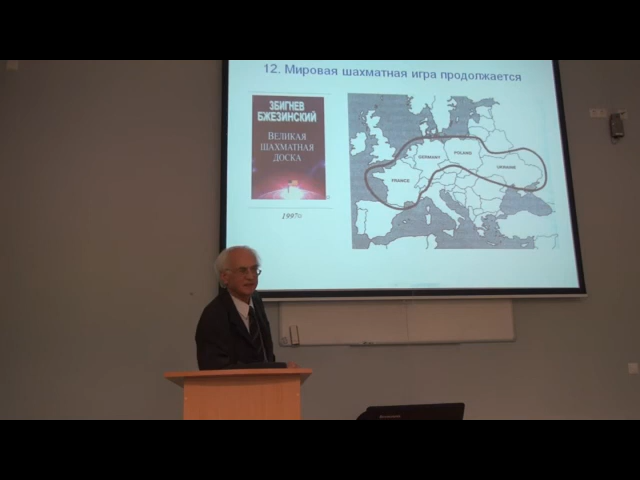 12. Мировая шахматная игра продолжается
ЗБИГНЕВ
БЖЕЗИНСКИЙ
ВЕЛИКАЯ
ШАХМАТНАЯ
ДОСКА
1997г
GERMANY
POLAND
FRANCE
UKRAINE